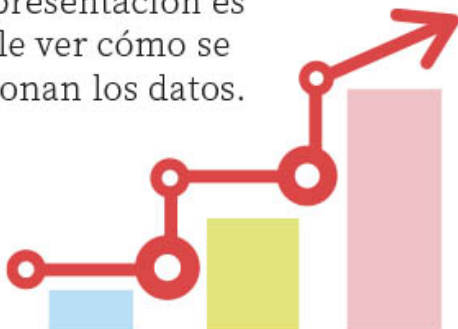 presentación es
le ver cómo se
onan los datos.